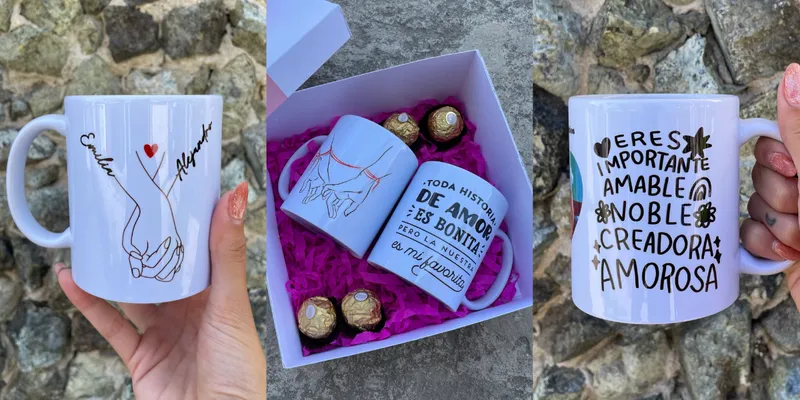 Emilia
Alejandro
TODA HISTORIA
DE AMOR
ES BONITA
PERO LA NUESTRA
es mi favorita
ERES
IMPORTANTE
AMABLE
NOBLE
CREADORA
AMOROSA